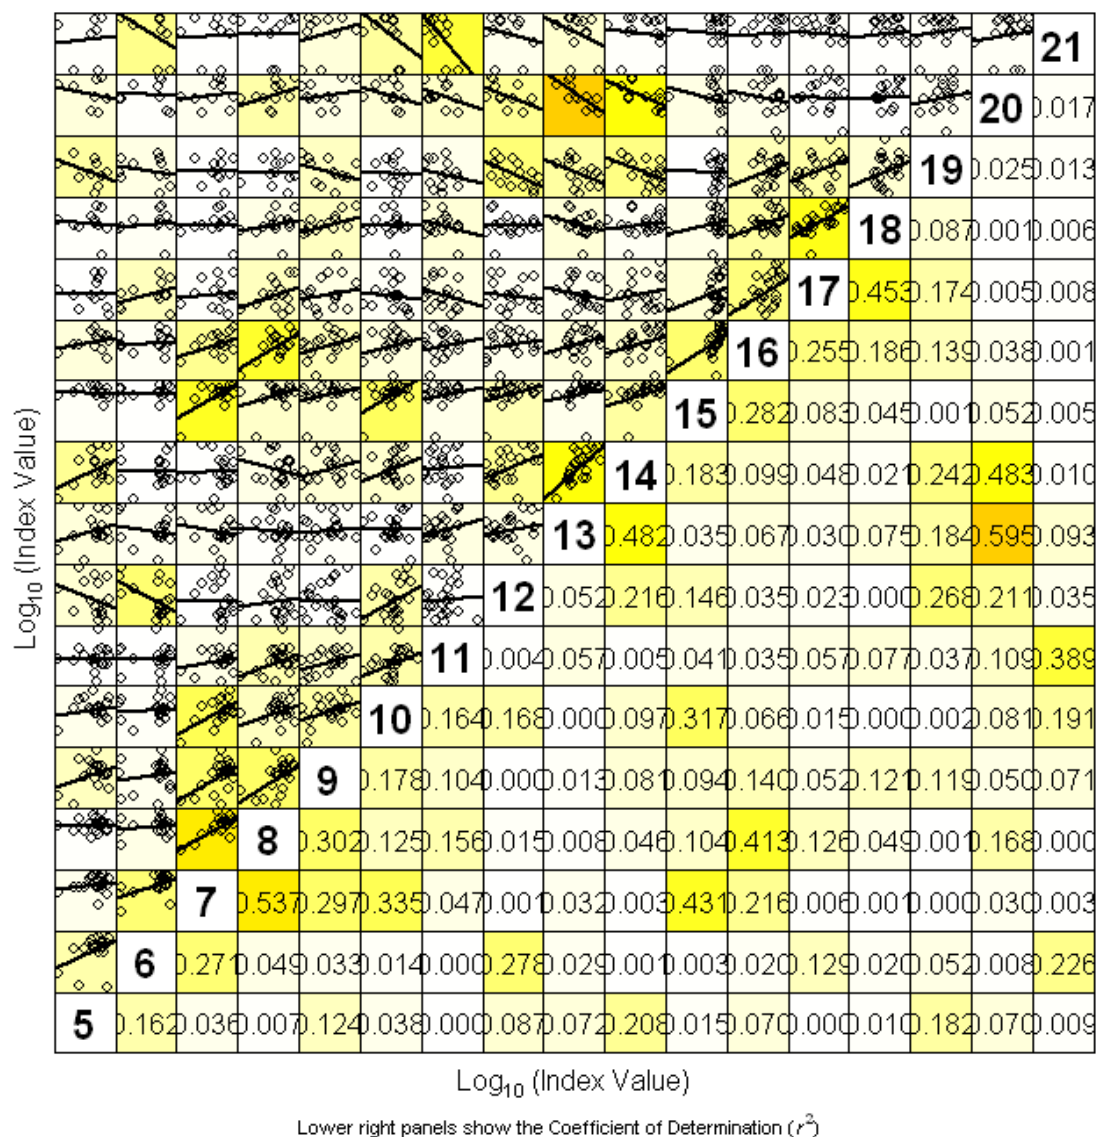 21
20 0.017
19 0.025 0.013
18 0.087 0.001 0.006
17 0.453 0.174 0.005 0.008
16 0.255 0.186 0.139 0.038 0.001
15 0.282 0.083 0.045 0.001 0.052 0.005
14 0.183 0.099 0.048 0.021 0.242 0.483 0.010
13 0.482 0.035 0.067 0.030 0.075 0.184 0.595 0.093
12 0.052 0.216 0.146 0.035 0.023 0.000 0.268 0.211 0.035
11 0.004 0.057 0.005 0.041 0.035 0.057 0.077 0.037 0.109 0.389
10 0.164 0.168 0.000 0.097 0.317 0.066 0.015 0.000 0.002 0.081 0.191
9 0.178 0.104 0.000 0.013 0.081 0.094 0.140 0.052 0.121 0.119 0.050 0.071
8 0.302 0.125 0.156 0.015 0.008 0.046 0.104 0.413 0.126 0.049 0.001 0.168 0.000
7 0.537 0.297 0.335 0.047 0.001 0.032 0.003 0.431 0.216 0.006 0.001 0.000 0.030 0.003
6 0.271 0.049 0.033 0.014 0.000 0.278 0.029 0.001 0.003 0.020 0.129 0.020 0.052 0.008 0.226
5 0.162 0.036 0.007 0.124 0.038 0.000 0.087 0.072 0.208 0.015 0.070 0.000 0.010 0.182 0.070 0.009
Log₁₀ (Index Value)
Log₁₀ (Index Value)
Lower right panels show the Coefficient of Determination (r²)